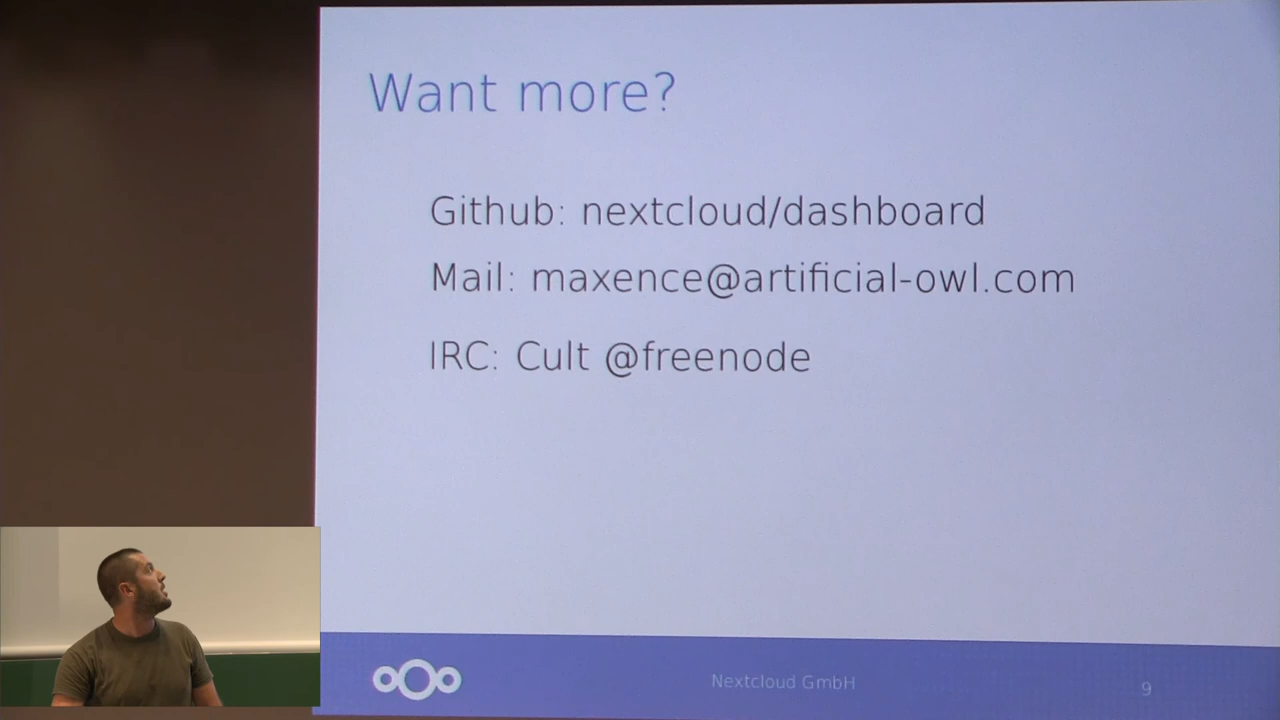 Want more?
Github: nextcloud/dashboard
Mail: maxence@artificial-owl.com
IRC: Cult @freenode
Nextcloud GmbH
9